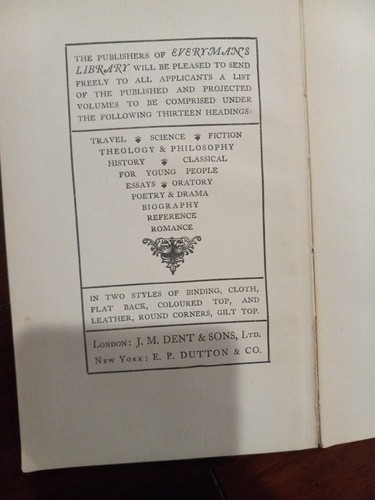 THE PUBLISHERS OF EVERYMAN'S
LIBRARY WILL BE PLEASED TO SEND
FREELY TO ALL APPLICANTS A LIST
OF THE PUBLISHED AND PROJECTED
VOLUMES TO BE COMPRISED UNDER
THE FOLLOWING THIRTEEN HEADINGS:
TRAVEL SCIENCE FICTION
THEOLOGY & PHILOSOPHY
HISTORY CLASSICAL
FOR YOUNG PEOPLE
ESSAYS ORATORY
POETRY & DRAMA
BIOGRAPHY
REFERENCE
ROMANCE
IN TWO STYLES OF BINDING, CLOTH,
FLAT BACK, COLOURED TOP, AND
LEATHER, ROUND CORNERS, GILT TOP.
LONDON: J. M. DENT & SONS, LTD.
NEW YORK: E. P. DUTTON & CO.